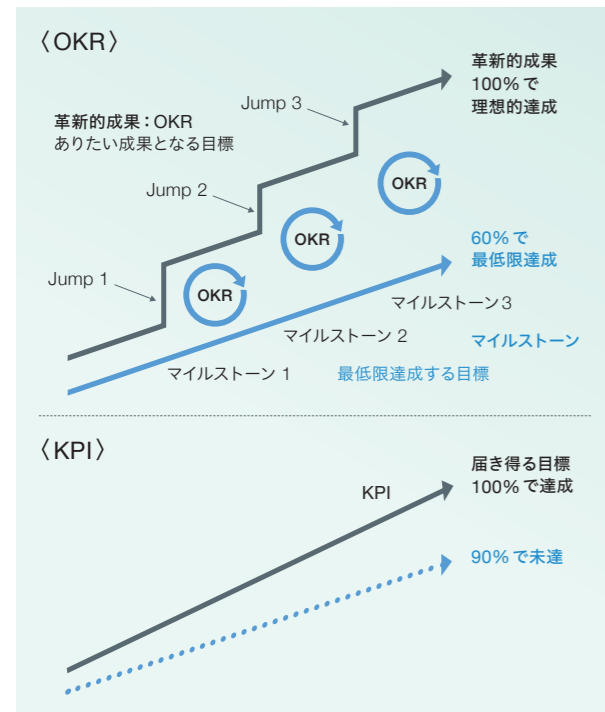 〈OKR〉
革新的成果
100%で
理想的達成
Jump 3
革新的成果：OKR
ありたい成果となる目標
Jump 2
OKR
OKR
60%で
最低限達成
Jump 1
OKR
マイルストーン3
マイルストーン 2
マイルストーン
マイルストーン 1
最低限達成する目標
〈KPI〉
届き得る目標
100%で達成
KPI
90%で未達